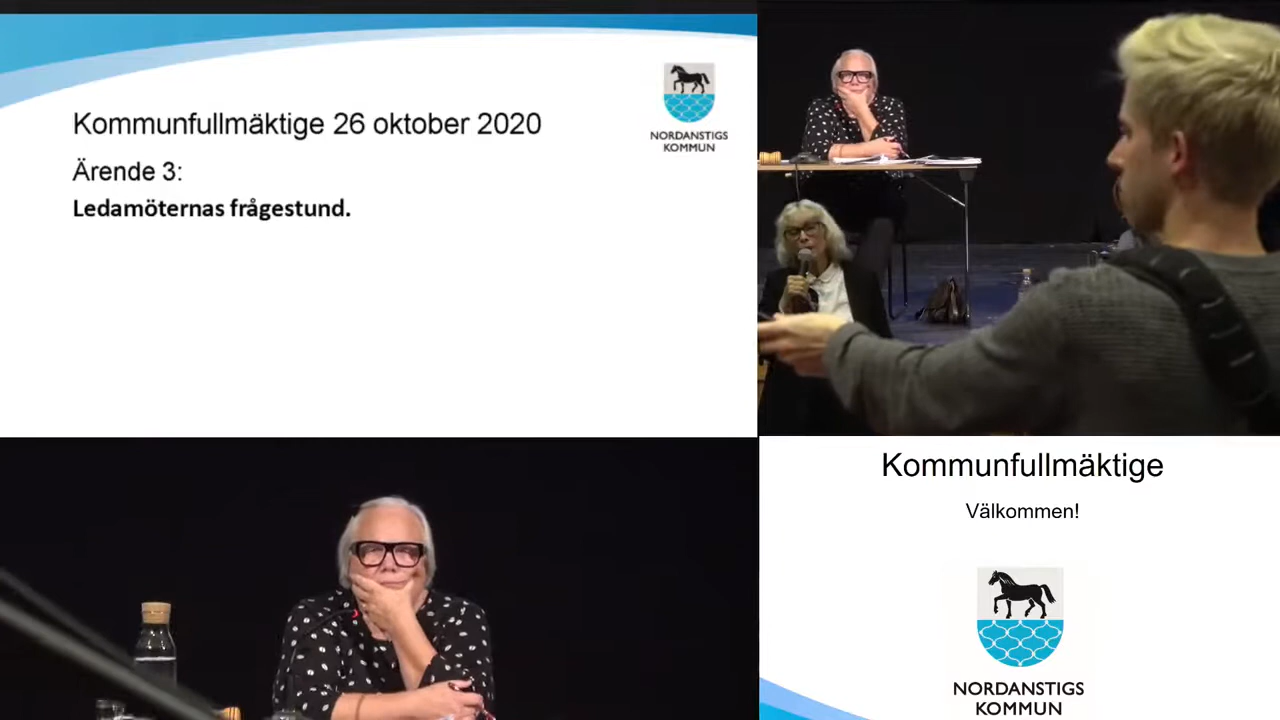 Kommunfullmäktige 26 oktober 2020
Ärende 3:
Ledamöternas frågestund.
NORDANSTIGS
KOMMUN
Kommunfullmäktige
Välkommen!
NORDANSTIGS
KOMMUN